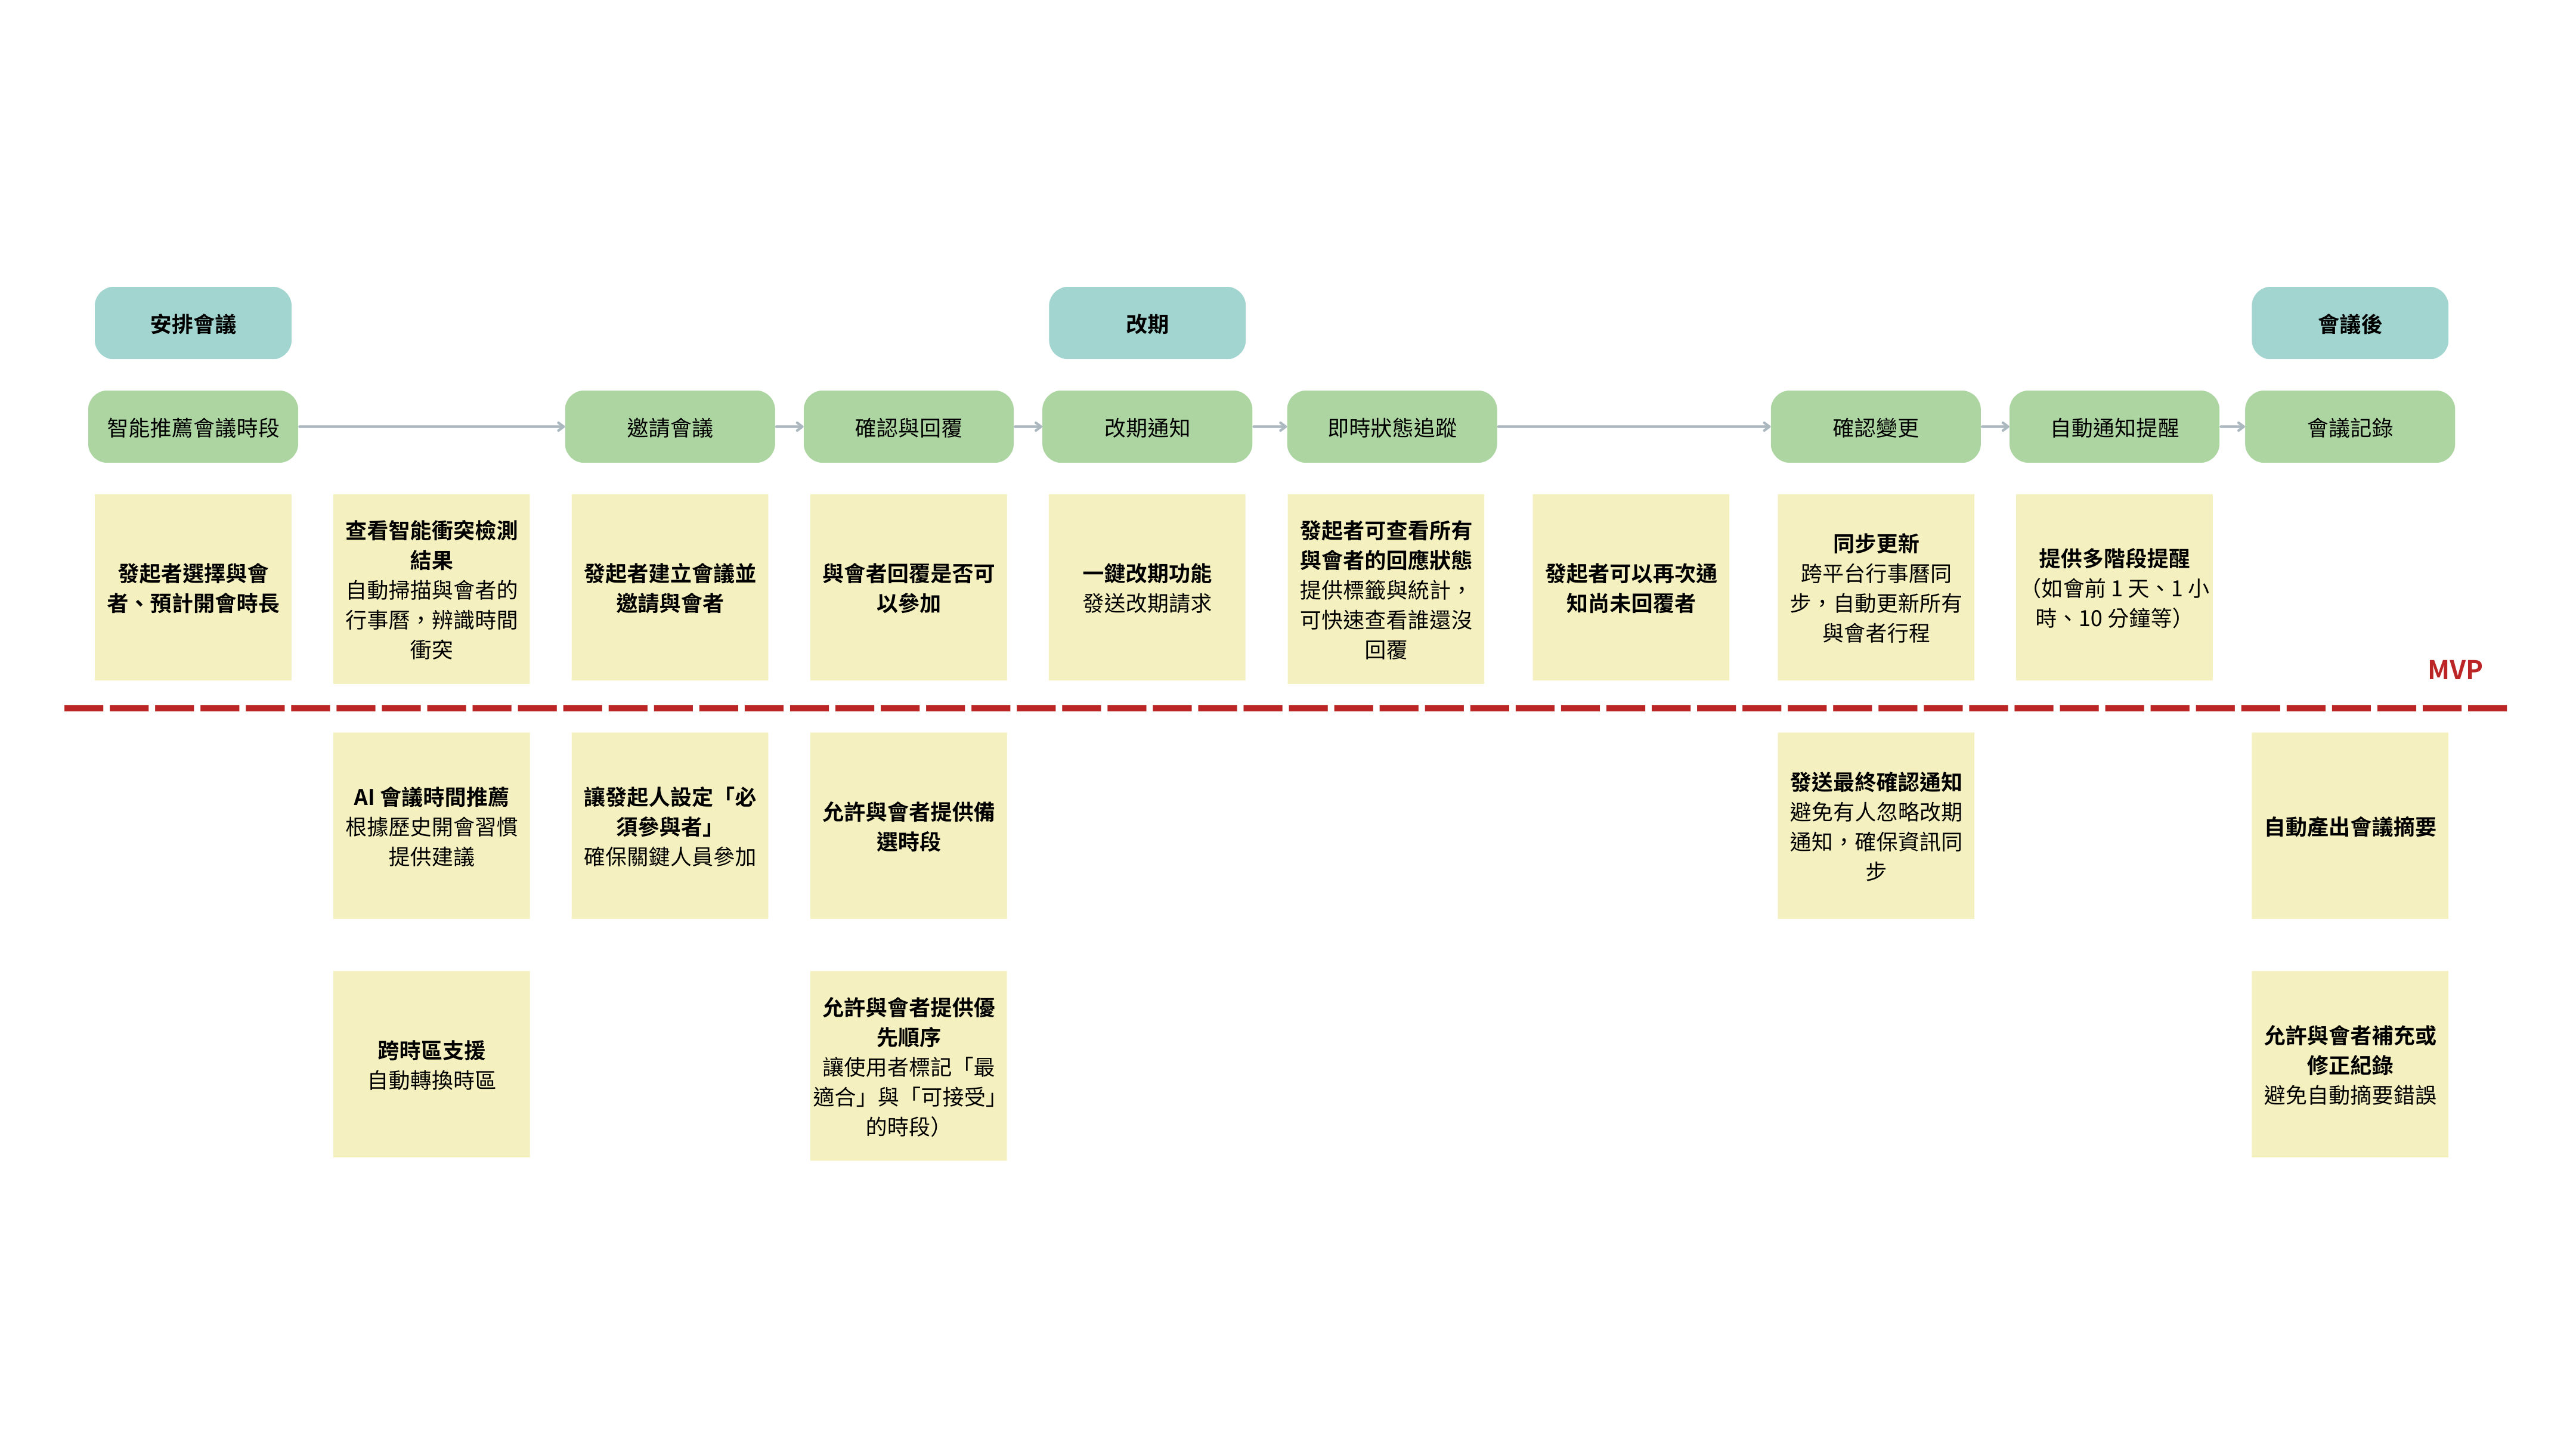 安排會議
改期
會議後
智能推薦會議時段
邀請會議
確認與回覆
改期通知
即時狀態追蹤
確認變更
自動通知提醒
會議記錄
發起者選擇與會
者、預計開會時長
查看智能衝突檢測
結果
自動掃描與會者的
行事曆，辨識時間
衝突
發起者建立會議並
邀請與會者
與會者回覆是否可
以參加
一鍵改期功能
發送改期請求
發起者可查看所有
與會者的回應狀態
提供標籤與統計，
可快速查看誰還沒
回覆
發起者可以再次通
知尚未回覆者
同步更新
跨平台行事曆同
步，自動更新所有
與會者行程
提供多階段提醒
（如會前 1 天、1 小
時、10 分鐘等）
MVP
AI 會議時間推薦
根據歷史開會習慣
提供建議
讓發起人設定「必
須參與者」
確保關鍵人員參加
允許與會者提供備
選時段
發送最終確認通知
避免有人忽略改期
通知，確保資訊同
步
自動產出會議摘要
跨時區支援
自動轉換時區
允許與會者提供優
先順序
讓使用者標記「最
適合」與「可接受」
的時段）
允許與會者補充或
修正紀錄
避免自動摘要錯誤